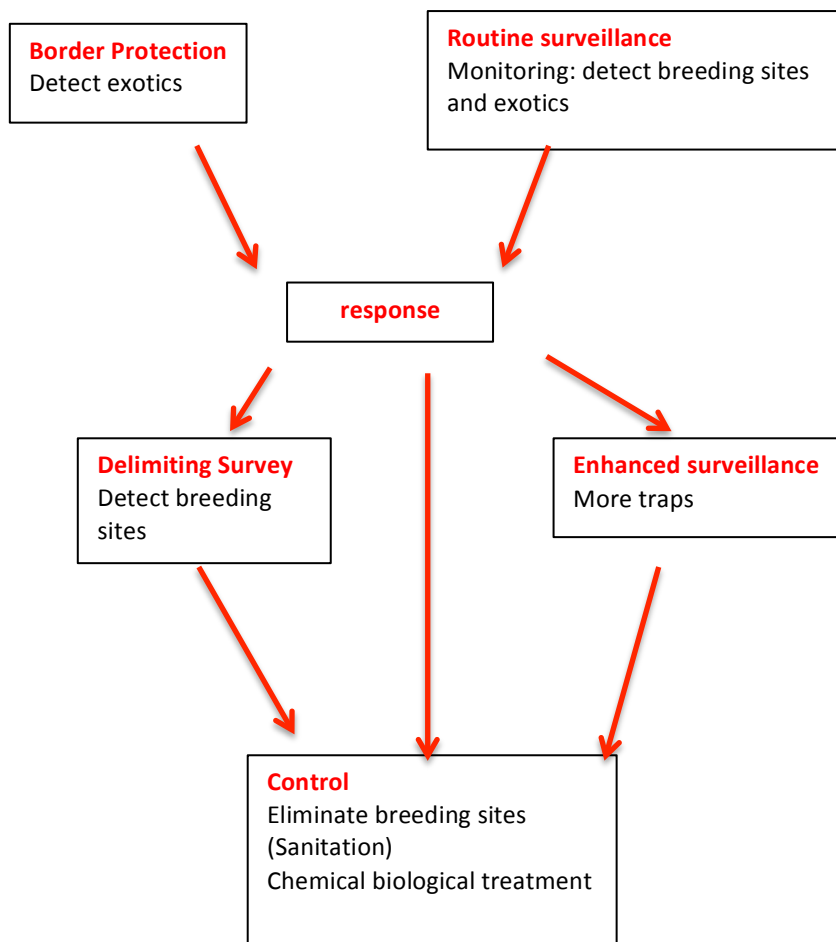 Border Protection
Detect exotics
Routine surveillance
Monitoring: detect breeding sites
and exotics
response
Delimiting Survey
Detect breeding
sites
Enhanced surveillance
More traps
Control
Eliminate breeding sites
(Sanitation)
Chemical biological treatment